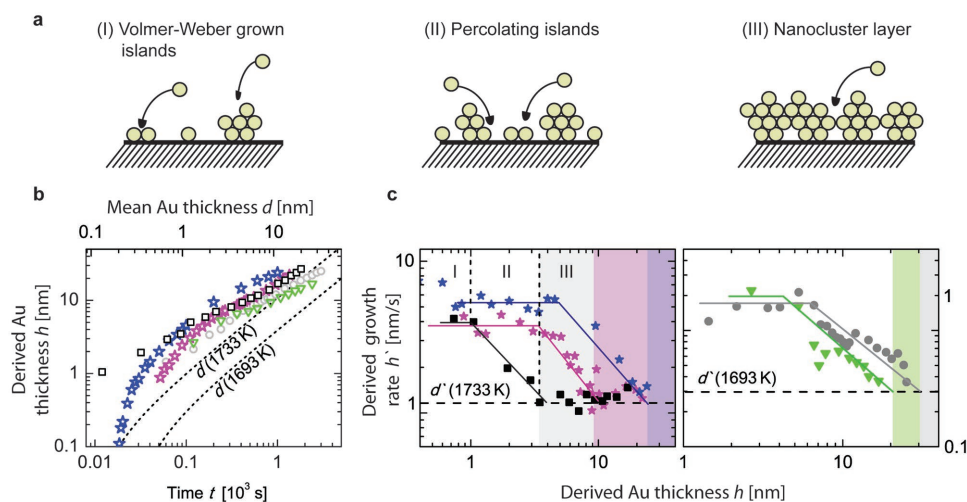 a
(I) Volmer-Weber grown
islands
(II) Percolating islands
(III) Nanocluster layer
b
Mean Au thickness d [nm]
0.1 1 10
Derived Au
thickness h [nm]
10
1
0.1
d (1733 K)
d (1693 K)
0.01 0.1 1
Time t [10³ s]
c
Derived growth
rate h` [nm/s]
10
1
I II III
d` (1733 K)
1 10
d` (1693 K)
1
0.1
1 10
Derived Au thickness h [nm]